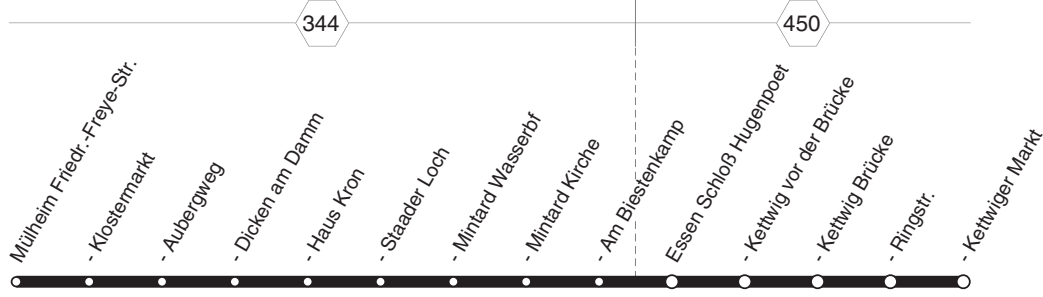 344
450
Mülheim Friedr.-Freye-Str.
- Klostermarkt
- Aubergweg
- Dicken am Damm
- Haus Kron
- Staader Loch
- Mintard Wasserbf
- Mintard Kirche
- Am Biestenkamp
Essen Schloß Hugenpoet
- Kettwig vor der Brücke
- Kettwig Brücke
- Ringstr.
- Kettwiger Markt